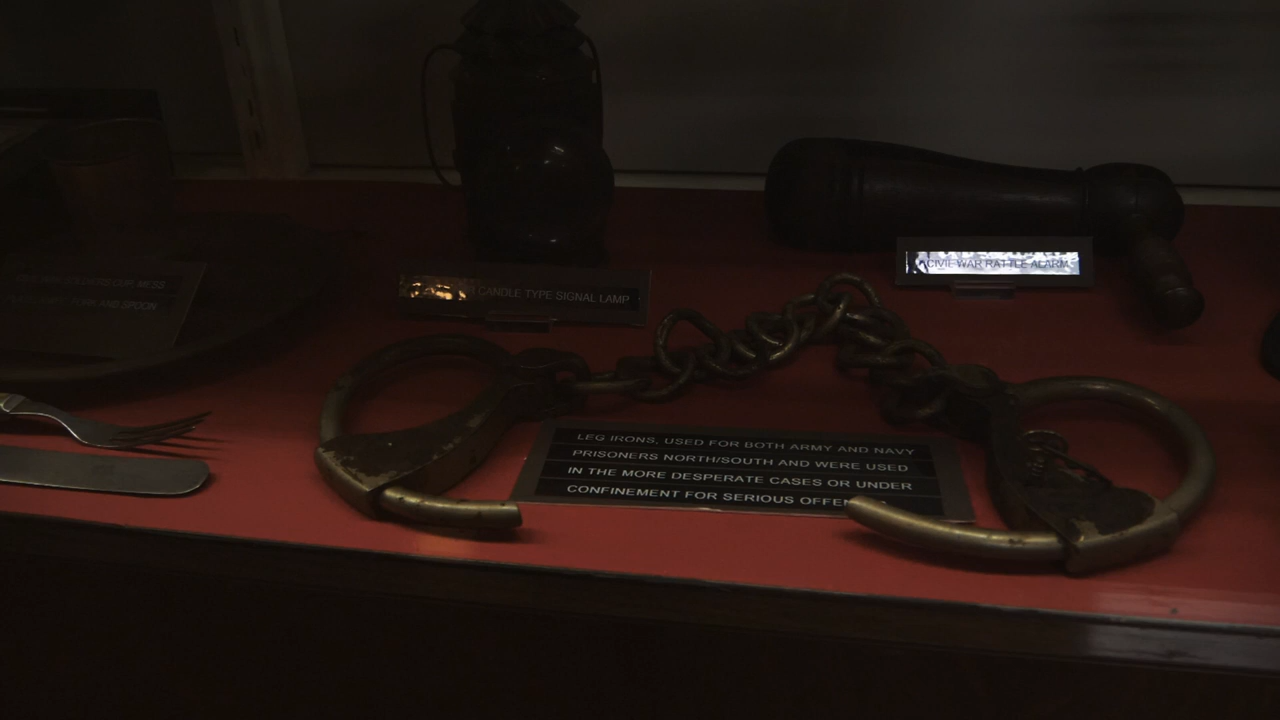 CIVIL WAR RATTLE ALARM
CANDLE TYPE SIGNAL LAMP
MESS
FORK AND SPOON
LEG IRONS, USED FOR BOTH ARMY AND NAVY
PRISONERS NORTH/SOUTH AND WERE USED
IN THE MORE DESPERATE CASES OR UNDER
CONFINEMENT FOR SERIOUS